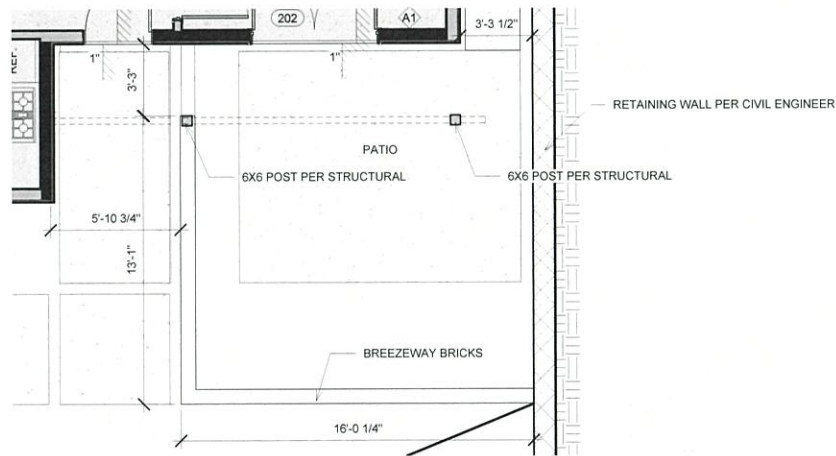 202
A1
3'-3 1/2"
REF.
1"
1"
3'-3"
RETAINING WALL PER CIVIL ENGINEER
PATIO
6X6 POST PER STRUCTURAL
6X6 POST PER STRUCTURAL
5'-10 3/4"
13'-1"
BREEZEWAY BRICKS
16'-0 1/4"